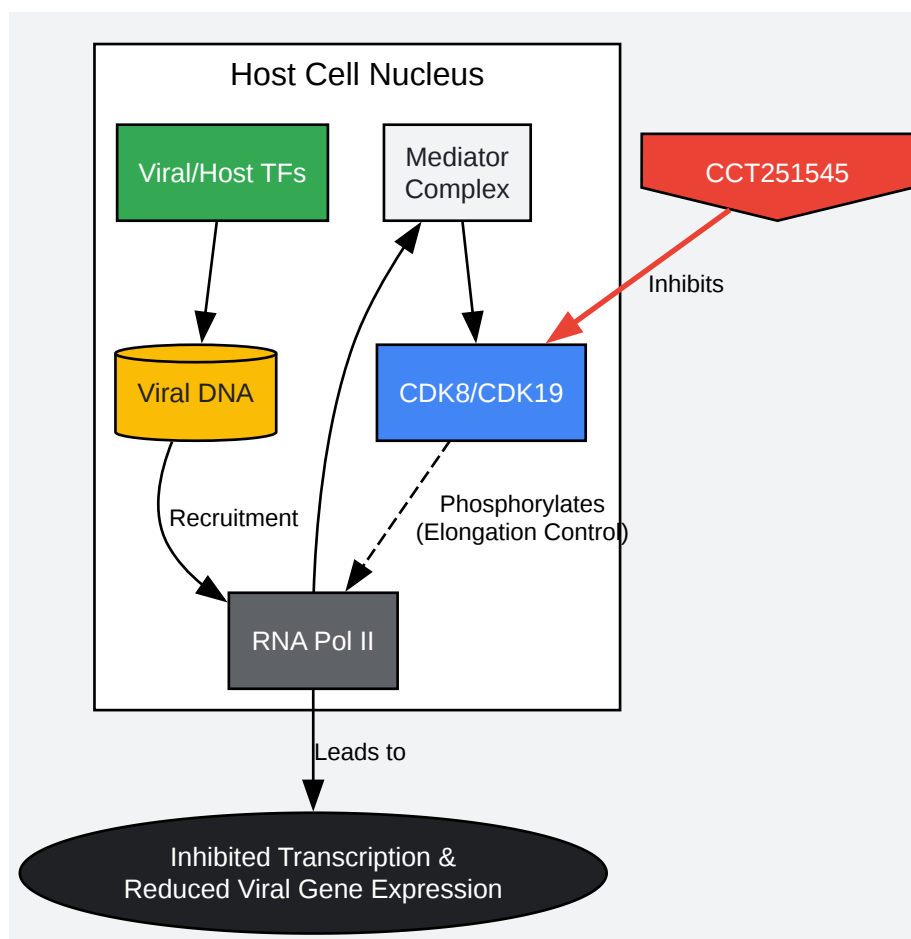 Host Cell Nucleus
Viral/Host TFs
Mediator
Complex
CCT251545
Inhibits
Viral DNA
CDK8/CDK19
Recruitment
Phosphorylates
(Elongation Control)
RNA Pol II
Leads to
Inhibited Transcription &
Reduced Viral Gene Expression